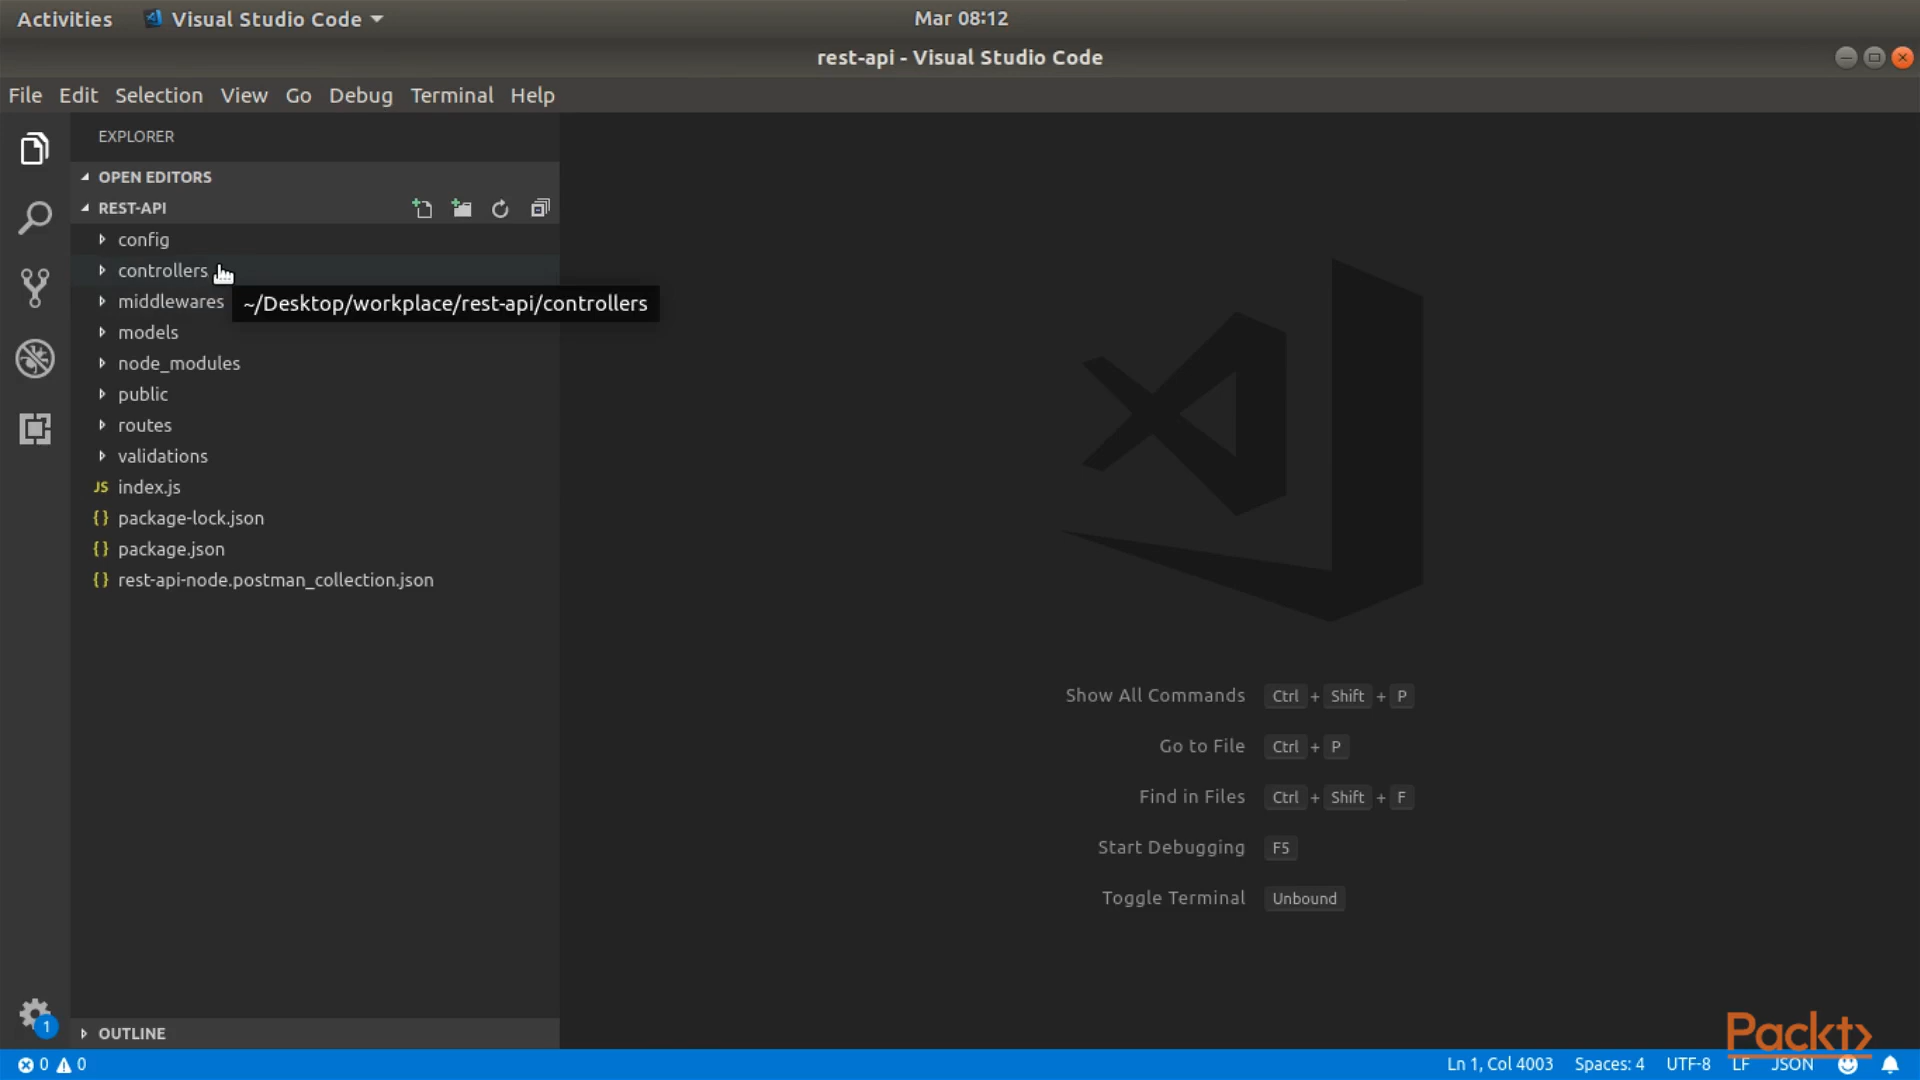 Activities Visual Studio Code Mar 08:12
rest-api - Visual Studio Code
File Edit Selection View Go Debug Terminal Help
EXPLORER
OPEN EDITORS
REST-API
config
controllers
middlewares
~/Desktop/workplace/rest-api/controllers
models
node_modules
public
routes
validations
JS index.js
{} package-lock.json
{} package.json
{} rest-api-node.postman_collection.json
Show All Commands Ctrl + Shift + P
Go to File Ctrl + P
Find in Files Ctrl + Shift + F
Start Debugging F5
Toggle Terminal Unbound
1
OUTLINE
Packt>
0 0 Ln 1, Col 4003 Spaces: 4 UTF-8 LF JSON